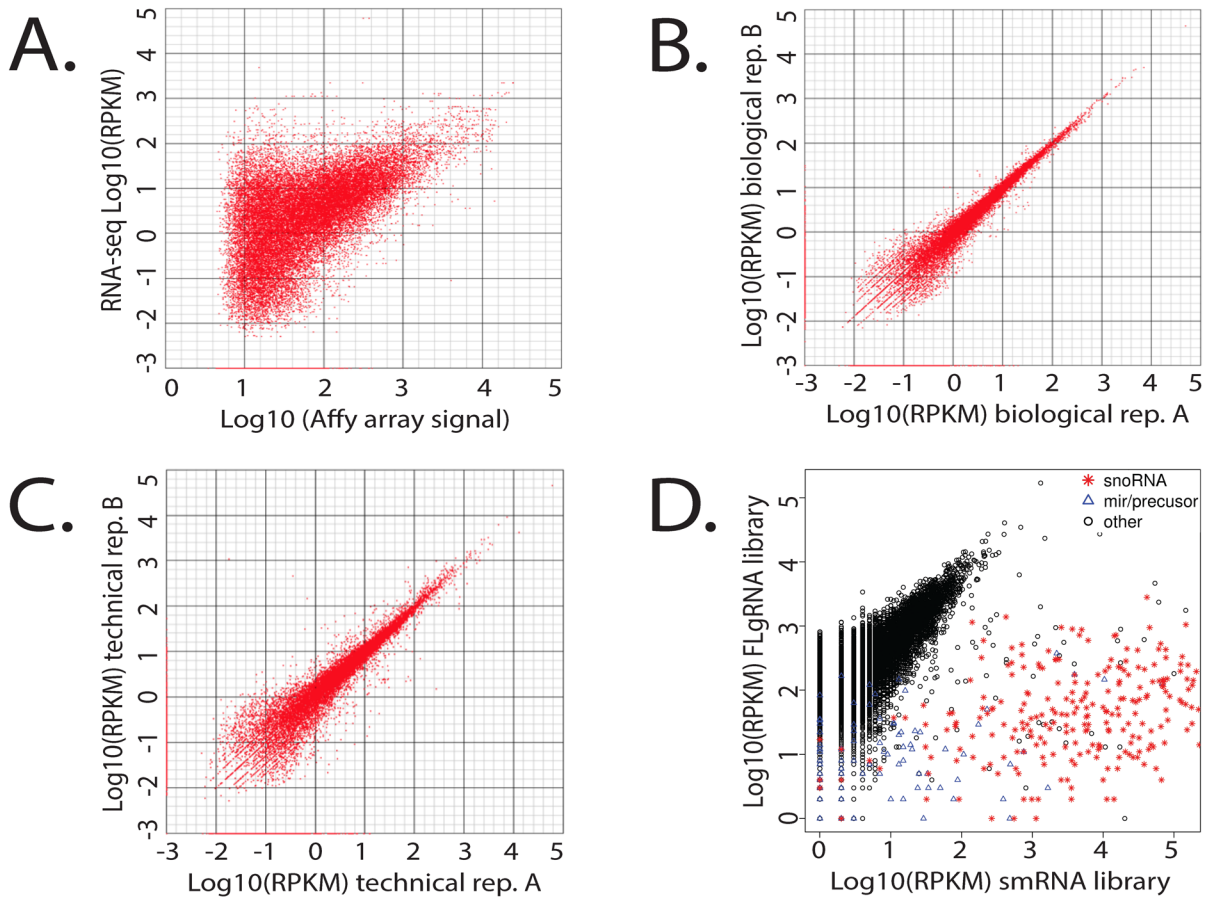 A.
RNA-seq Log10(RPKM)
5
4
3
2
1
0
-1
-2
-3
0 1 2 3 4 5
Log10 (Affy array signal)
B.
Log10(RPKM) biological rep. B
5
4
3
2
1
0
-1
-2
-3
-3 -2 -1 0 1 2 3 4 5
Log10(RPKM) biological rep. A
C.
Log10(RPKM) technical rep. B
5
4
3
2
1
0
-1
-2
-3
-3 -2 -1 0 1 2 3 4 5
Log10(RPKM) technical rep. A
D.
Log10(RPKM) FLgRNA library
5
4
3
2
1
0
snoRNA
mir/precusor
other
0 1 2 3 4 5
Log10(RPKM) smRNA library